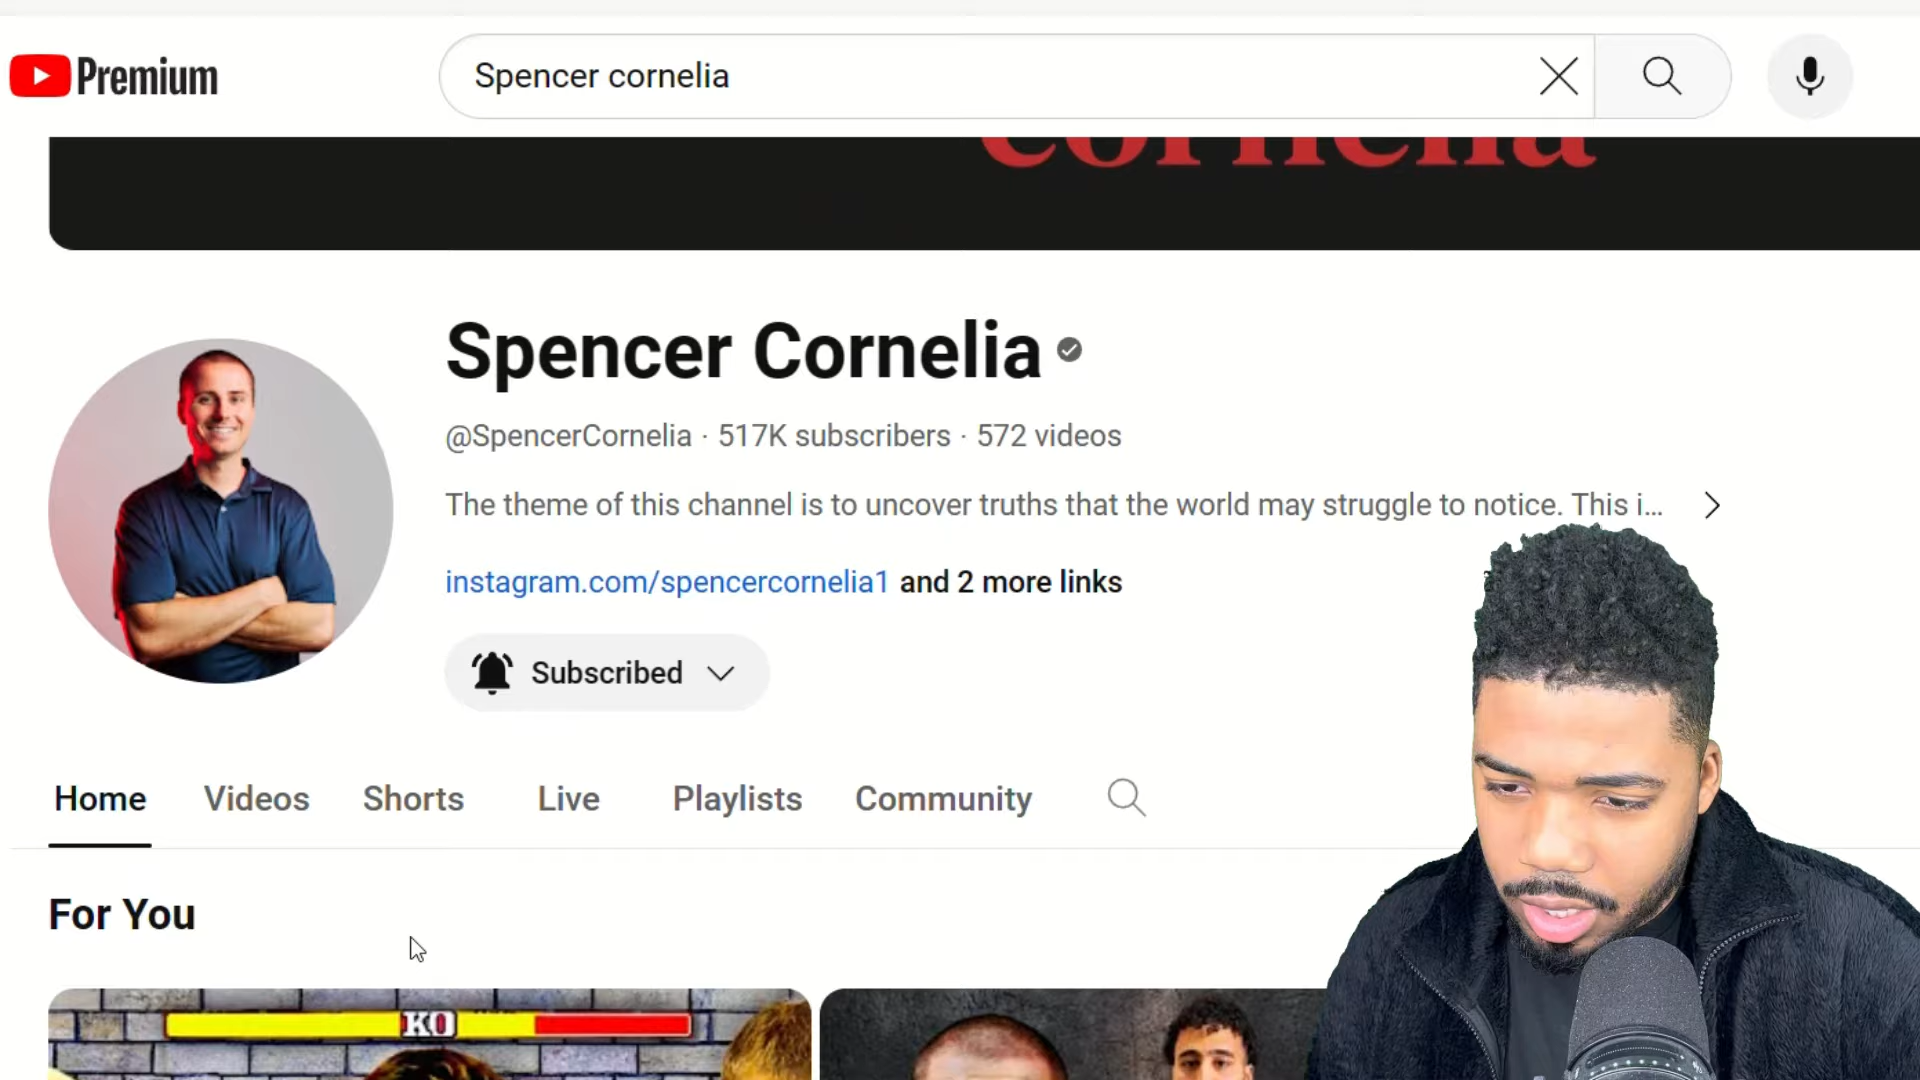 Premium
Spencer cornelia
cornelia
Spencer Cornelia
@SpencerCornelia · 517K subscribers · 572 videos
The theme of this channel is to uncover truths that the world may struggle to notice. This i...
instagram.com/spencercornelia1 and 2 more links
Subscribed
Home Videos Shorts Live Playlists Community
For You
KO